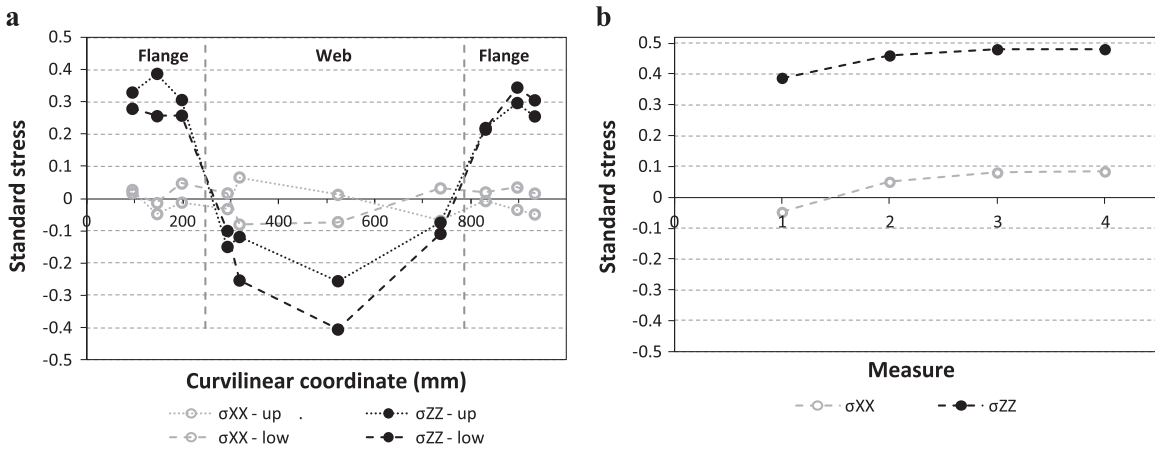 a
Flange
Web
Flange
0.5
0.4
0.3
0.2
0.1
0
-0.1
-0.2
-0.3
-0.4
-0.5
0 200 400 600 800
Standard stress
Curvilinear coordinate (mm)
σXX - up .
σZZ - up
σXX - low
σZZ - low
b
0.5
0.4
0.3
0.2
0.1
0
-0.1
-0.2
-0.3
-0.4
-0.5
0 1 2 3 4
Standard stress
Measure
σXX
σZZ